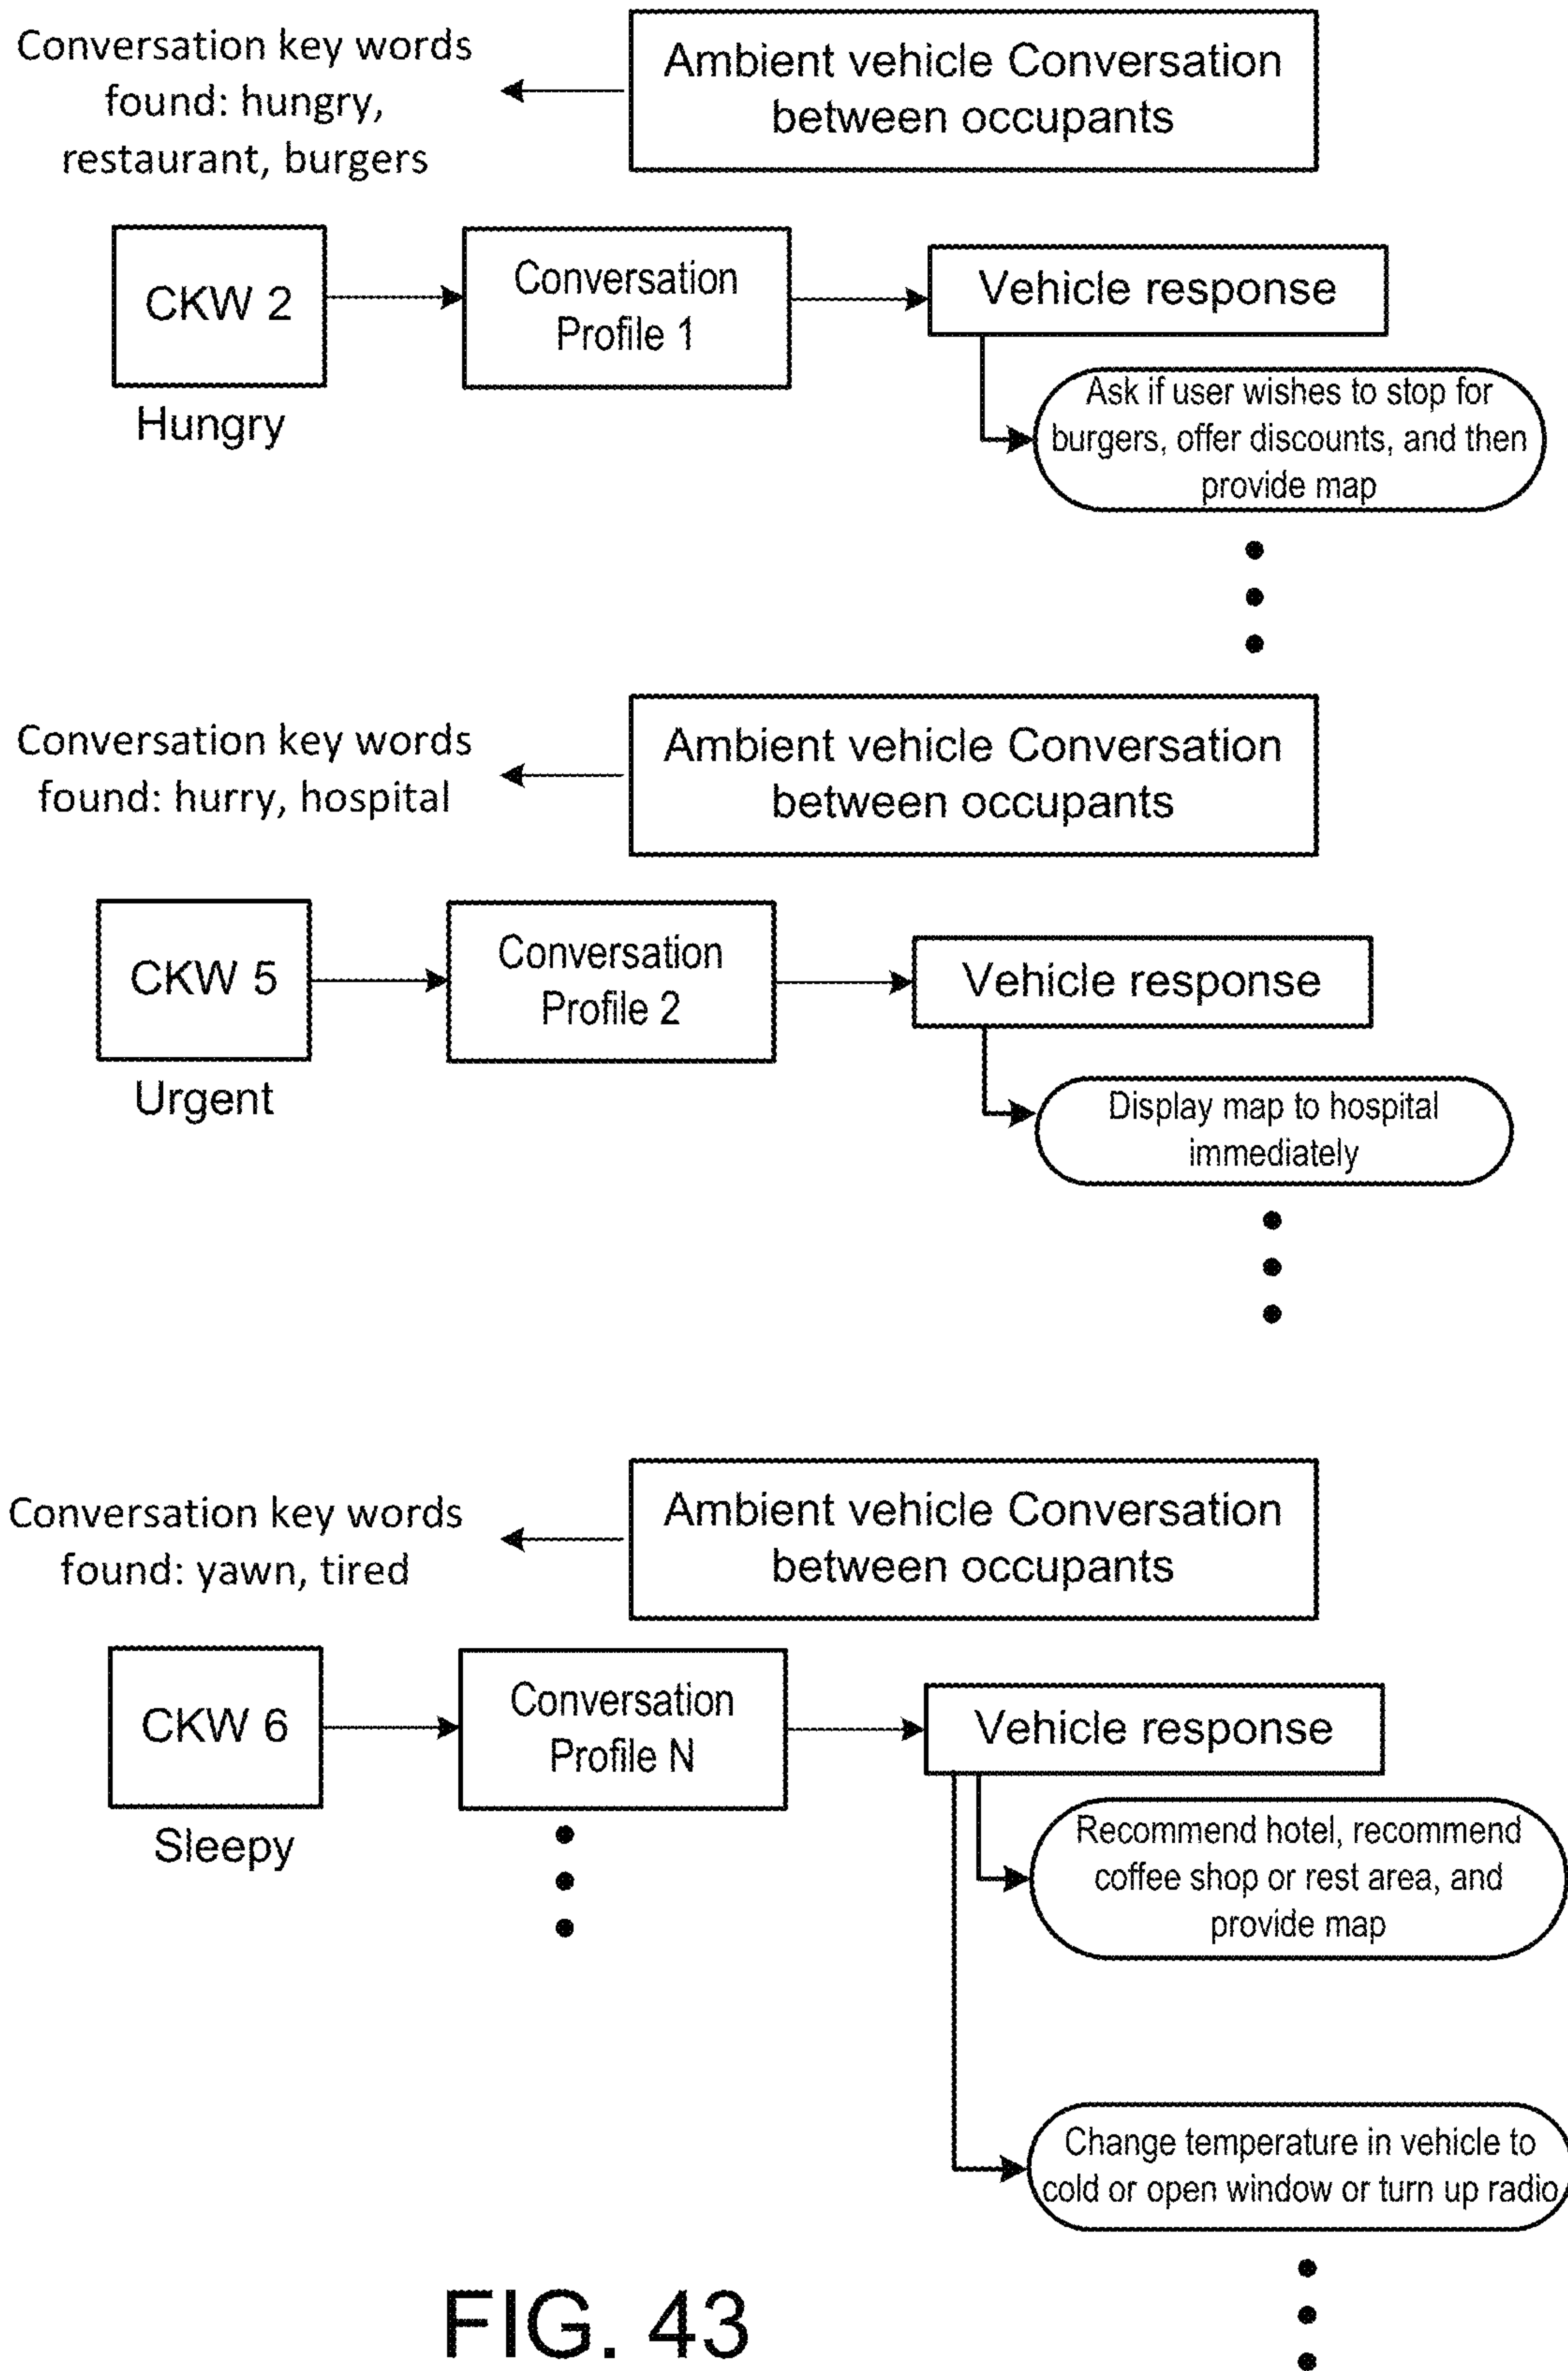 Conversation key words
found: hungry,
restaurant, burgers
Ambient vehicle Conversation
between occupants
CKW 2
Hungry
Conversation
Profile 1
Vehicle response
Ask if user wishes to stop for
burgers, offer discounts, and then
provide map
Conversation key words
found: hurry, hospital
Ambient vehicle Conversation
between occupants
CKW 5
Urgent
Conversation
Profile 2
Vehicle response
Display map to hospital
immediately
Conversation key words
found: yawn, tired
Ambient vehicle Conversation
between occupants
CKW 6
Sleepy
Conversation
Profile N
Vehicle response
Recommend hotel, recommend
coffee shop or rest area, and
provide map
Change temperature in vehicle to
cold or open window or turn up radio
FIG. 43